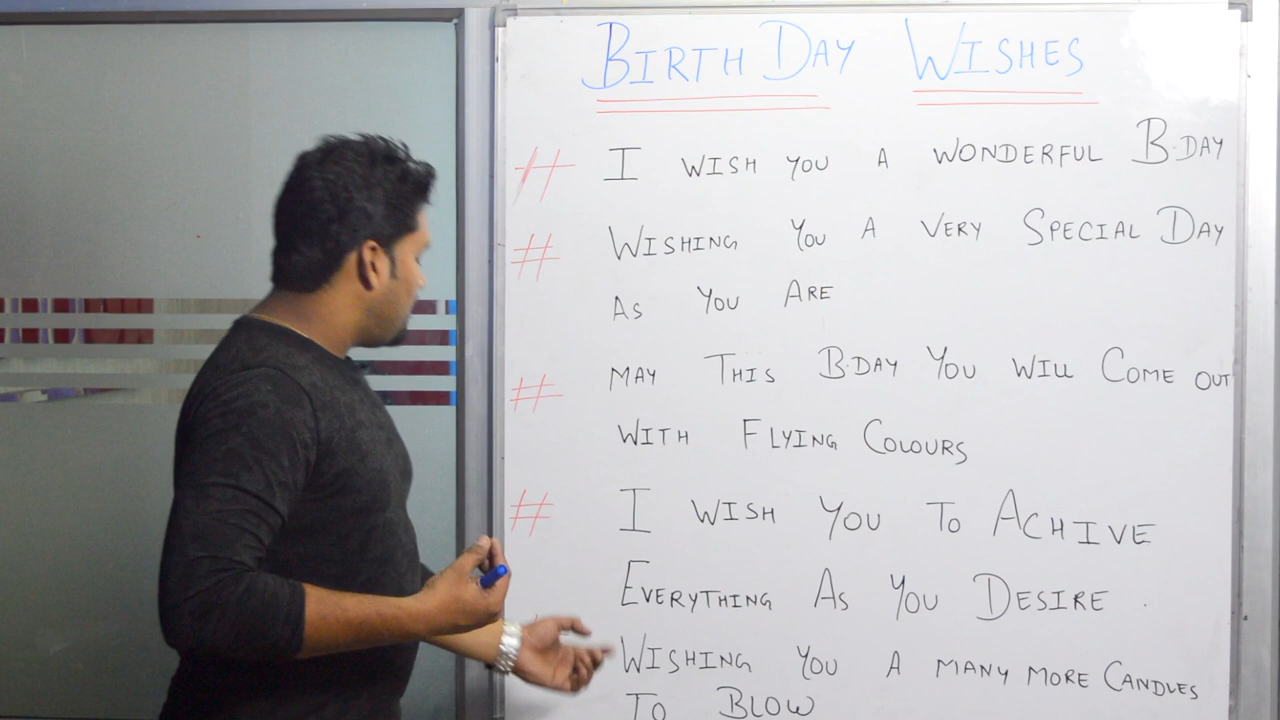 BIRTH DAY WISHES
# I WISH YOU A WONDERFUL B.DAY
# WISHING YOU A VERY SPECIAL DAY
AS YOU ARE
# MAY THIS B.DAY YOU WILL COME OUT
WITH FLYING COLOURS
# I WISH YOU TO ACHIVE
EVERYTHING AS YOU DESIRE .
WISHING YOU A MANY MORE CANDLES
TO BLOW